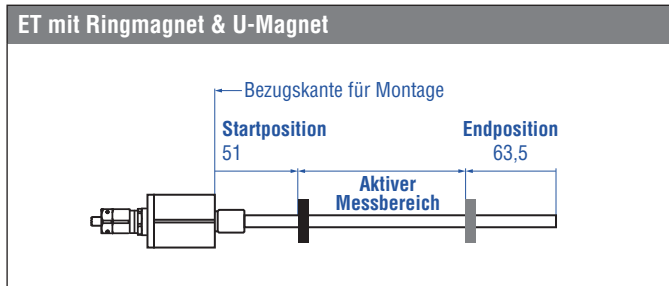 ET mit Ringmagnet & U-Magnet
Bezugskante für Montage
Startposition
51
Endposition
63,5
Aktiver
Messbereich